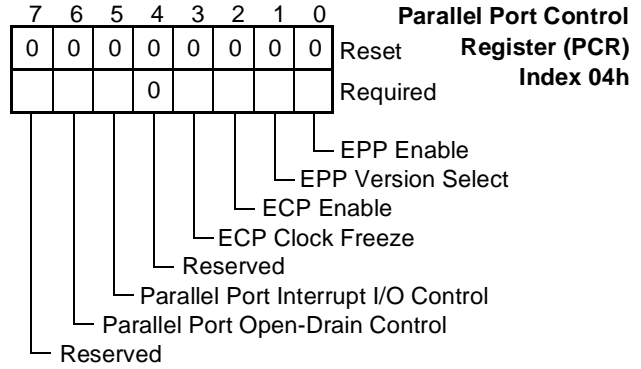 7 6 5 4 3 2 1 0
Parallel Port Control
Register (PCR)
Index 04h
0 0 0 0 0 0 0 0 Reset
0 Required
EPP Enable
EPP Version Select
ECP Enable
ECP Clock Freeze
Reserved
Parallel Port Interrupt I/O Control
Parallel Port Open-Drain Control
Reserved